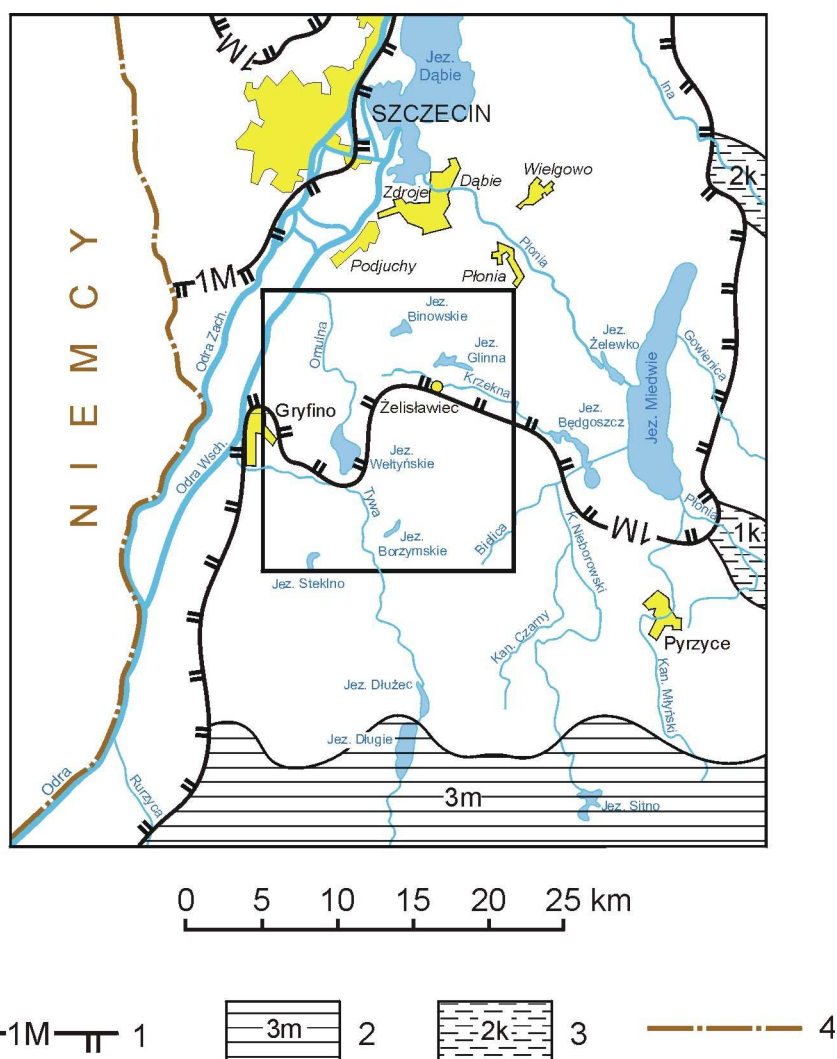 1M
Jez.
Dąbie
SZCZECIN
Ina
2k
Zdroje
Dąbie
Wielgowo
Podjuchy
Płonia
Płonia
NIEMCY
1M
Odra Zach.
Omulna
Jez.
Binowskie
Jez.
Glinna
Krzekna
Jez.
Żelewko
Jez. Miedwie
Gowienica
Gryfino
Żelisławiec
Jez.
Będgoszcz
Jez.
Wełtyńskie
Odra Wsch.
Tywa
1M
Płonia
1k
Bielica
K. Nieborowski
Jez.
Borzymskie
Jez. Steklno
Kan. Czarny
Pyrzyce
Kan. Młyński
Jez. Dłużec
Jez. Długie
Odra
Rurzyca
3m
Jez. Sitno
0 5 10 15 20 25 km
1M 1
3m 2
2k 3
4